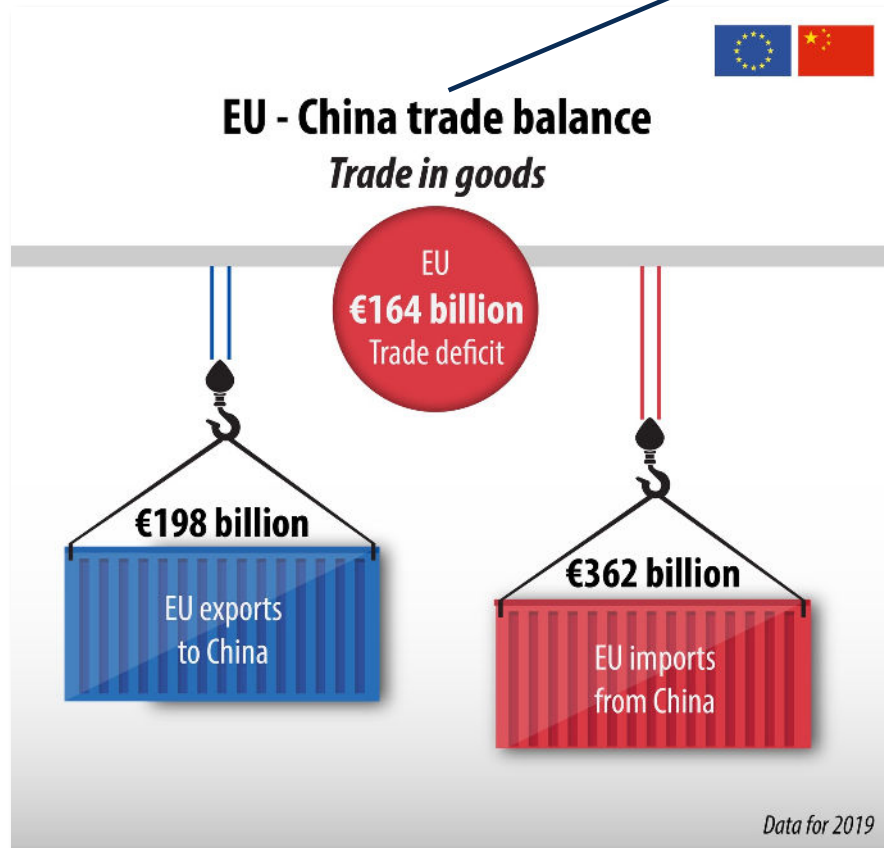 EU - China trade balance
Trade in goods
EU
€164 billion
Trade deficit
€198 billion
EU exports
to China
€362 billion
EU imports
from China
Data for 2019